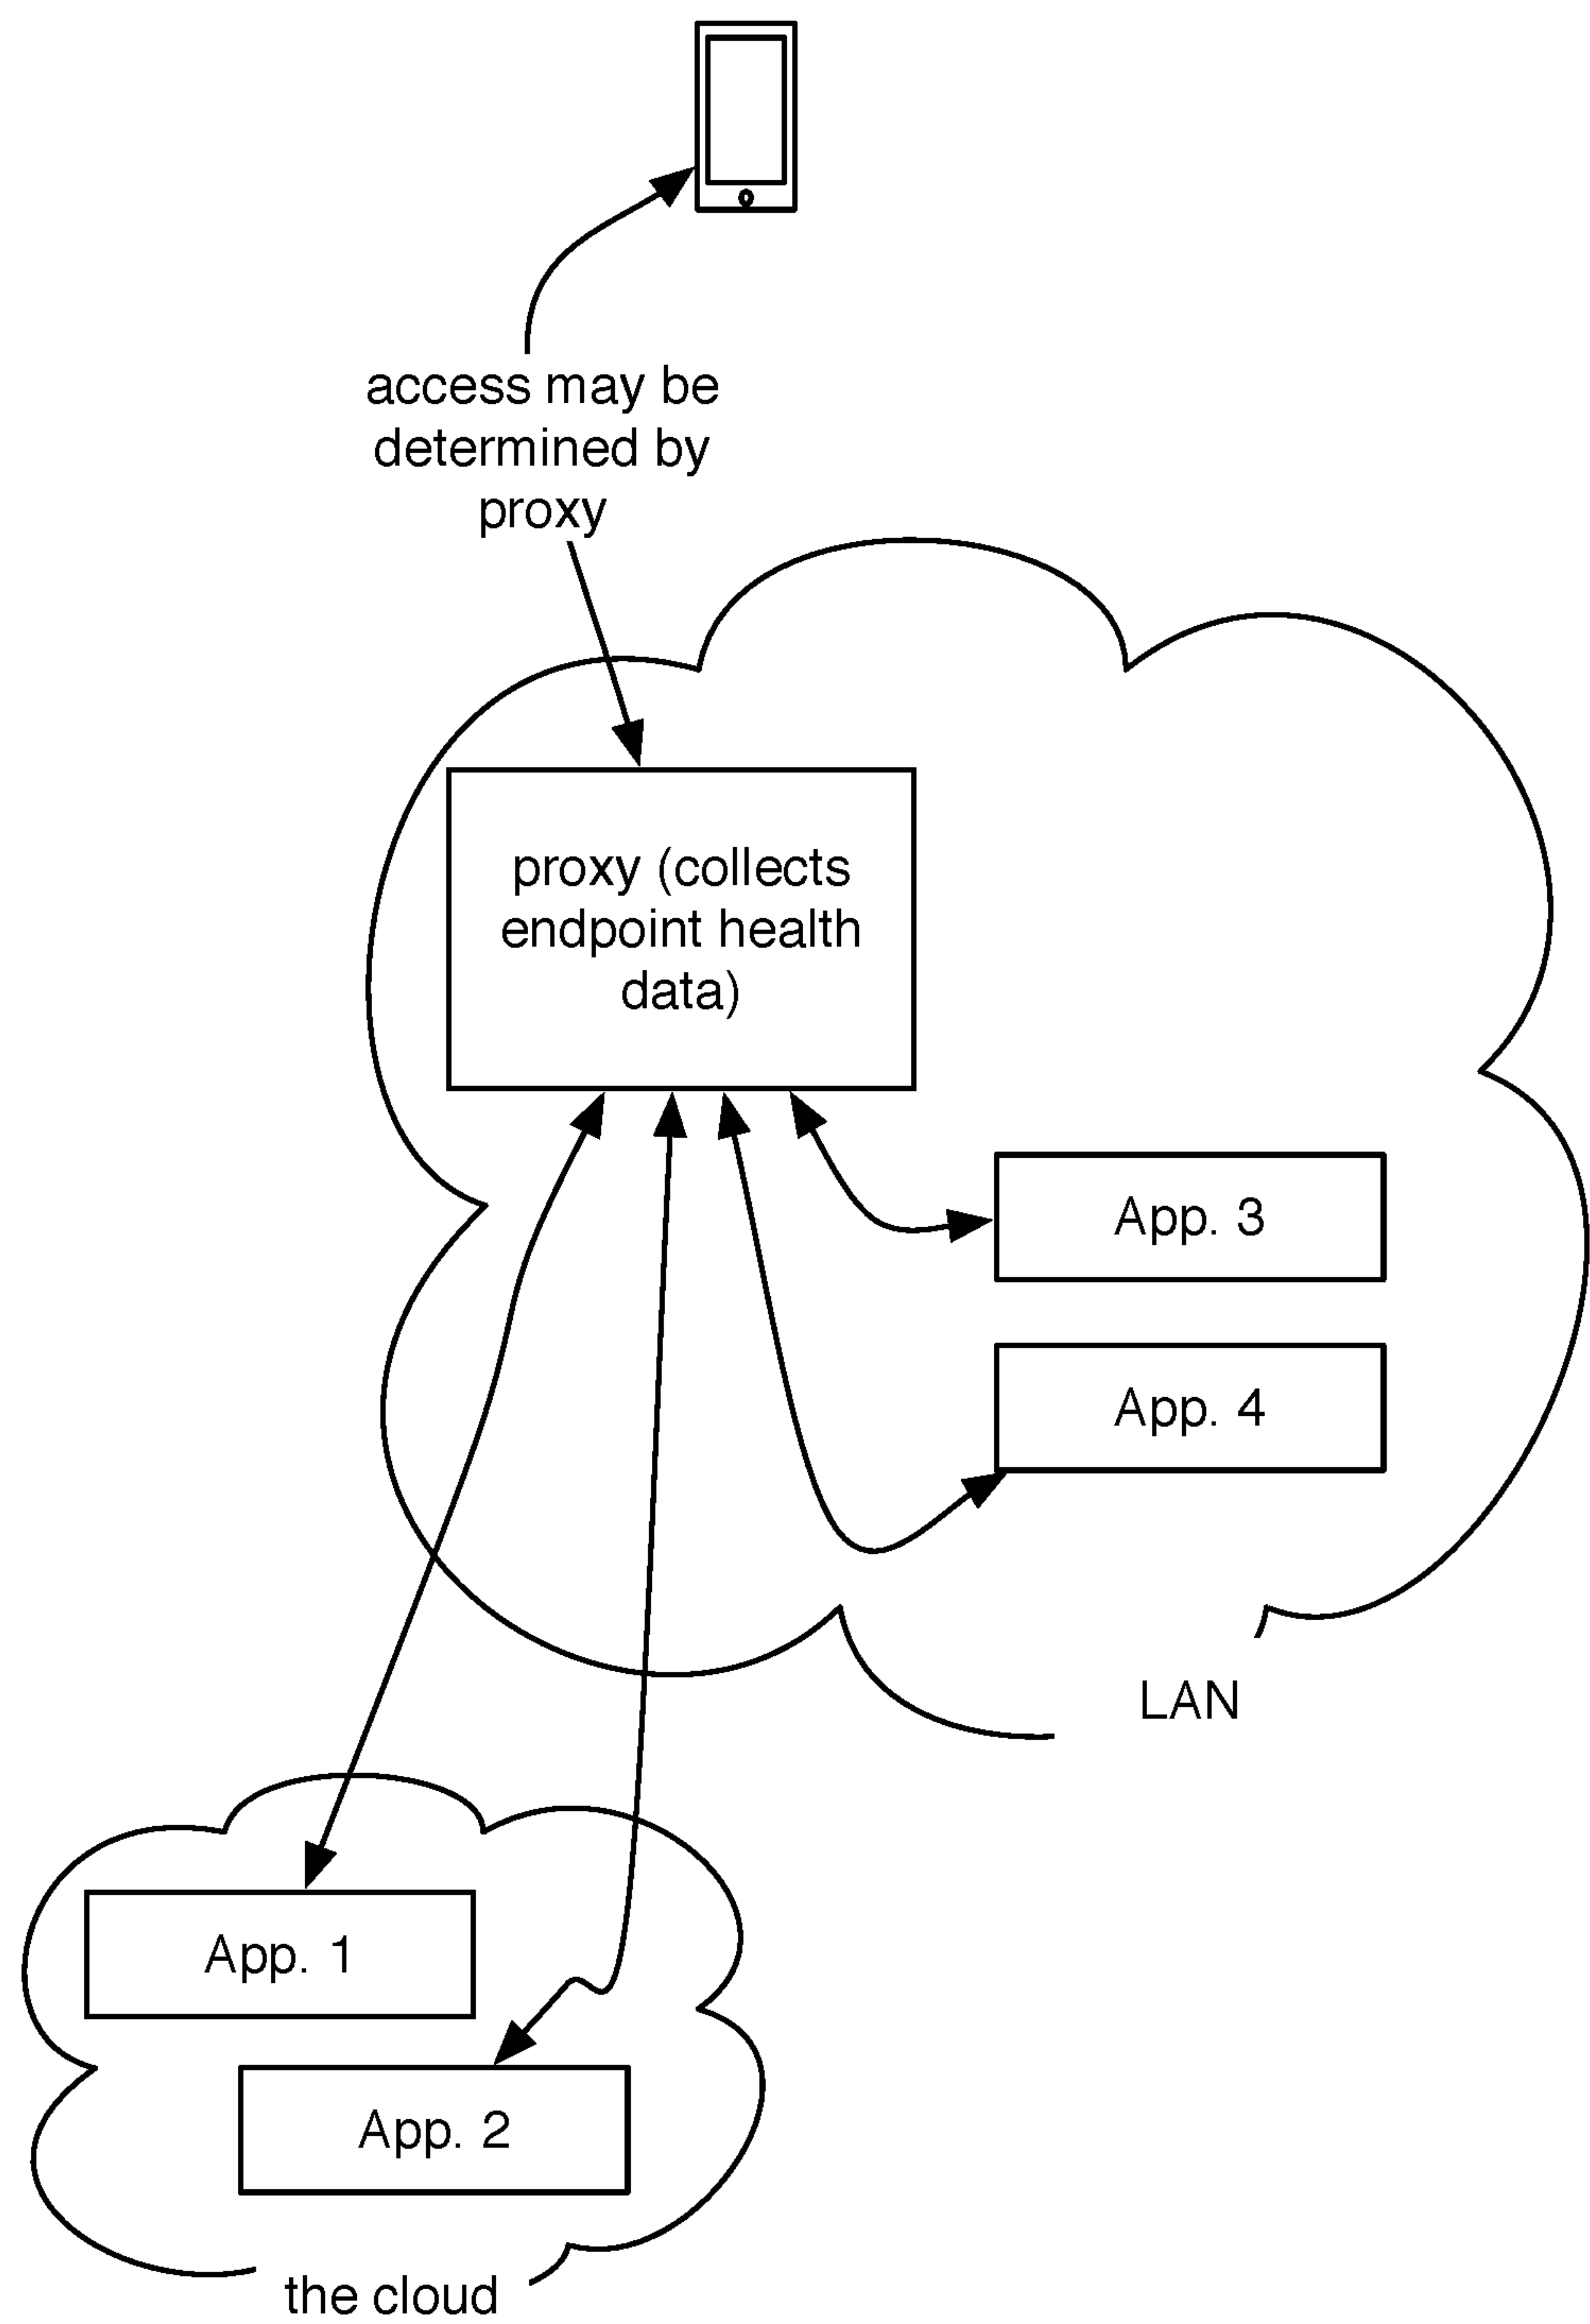 access may be
determined by
proxy
proxy (collects
endpoint health
data)
App. 3
App. 4
LAN
App. 1
App. 2
the cloud